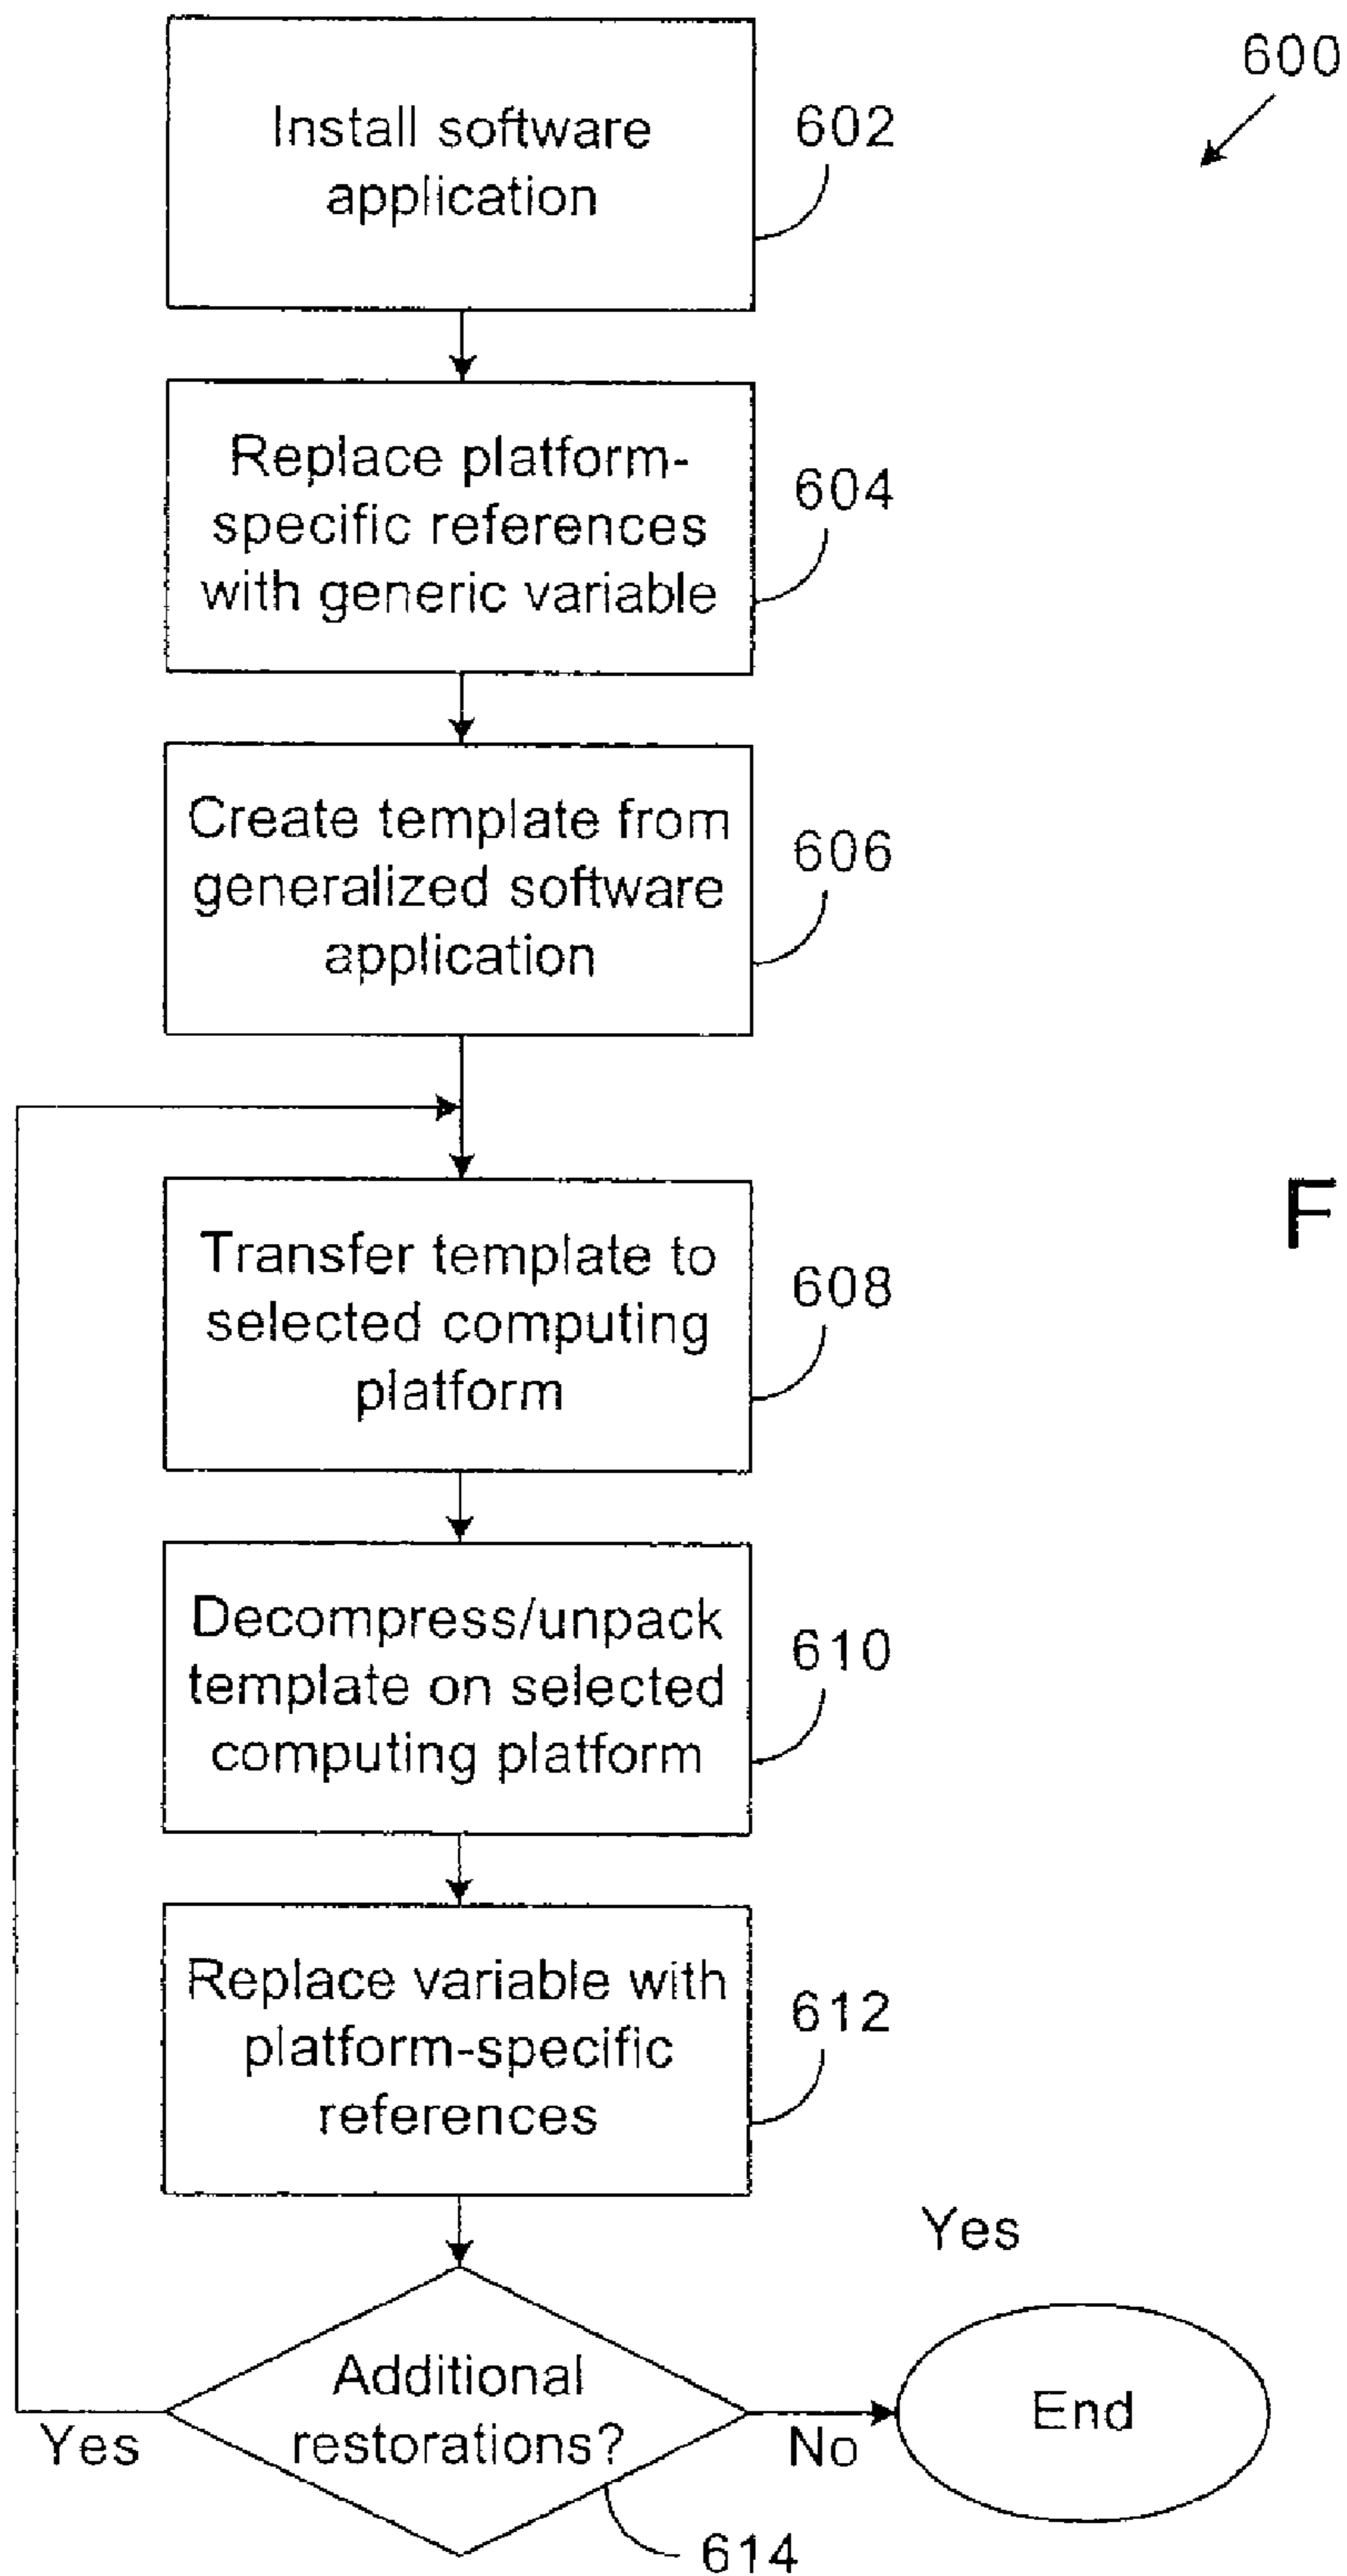 600
Install software
application
602
Replace platform-
specific references
with generic variable
604
Create template from
generalized software
application
606
Transfer template to
selected computing
platform
608
F
Decompress/unpack
template on selected
computing platform
610
Replace variable with
platform-specific
references
612
Yes
Additional
restorations?
Yes
No
End
614